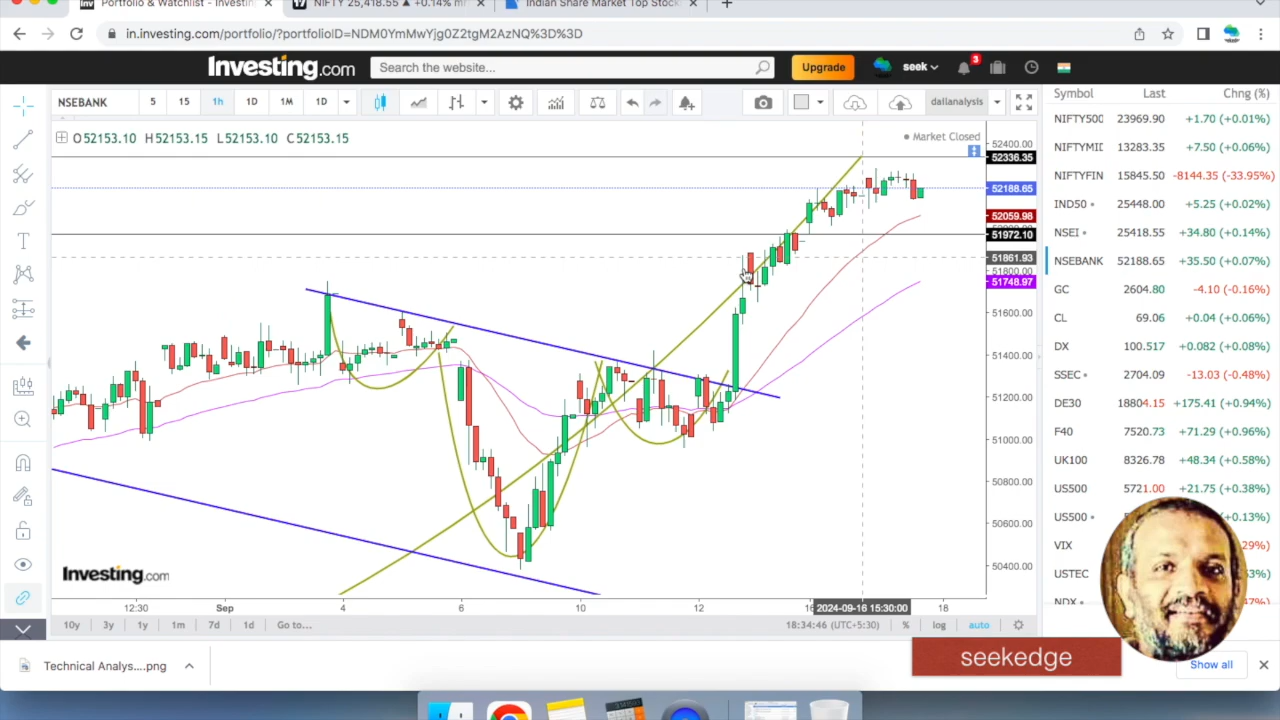 Portfolio & Watchlist - Investing
NIFTY 25,418.55 ▲ +0.14%
Indian Share Market Top Stock
in.investing.com/portfolio/?portfolioID=NDM0YmMwYjg0Z2tgM2AzNQ%3D%3D
Investing.com
Search the website...
Upgrade
seek
3
NSEBANK
5
15
1h
1D
1M
1D
dallanalysis
O52153.10 H52153.15 L52153.10 C52153.15
Market Closed
52400.00
52336.35
52188.65
52059.98
51972.10
51861.93
51800.00
51748.97
51600.00
51400.00
51200.00
51000.00
50800.00
50600.00
50400.00
Investing.com
12:30
Sep
4
6
10
12
16
2024-09-16 15:30:00
18
10y 3y 1y 1m 7d 1d Go to...
18:34:46 (UTC+5:30) % log auto
Symbol Last Chng (%)
NIFTY500 23969.90 +1.70 (+0.01%)
NIFTYMID 13283.35 +7.50 (+0.06%)
NIFTYFIN 15845.50 -8144.35 (-33.95%)
IND50 25448.00 +5.25 (+0.02%)
NSEI 25418.55 +34.80 (+0.14%)
NSEBANK 52188.65 +35.50 (+0.07%)
GC 2604.80 -4.10 (-0.16%)
CL 69.06 +0.04 (+0.06%)
DX 100.517 +0.082 (+0.08%)
SSEC 2704.09 -13.03 (-0.48%)
DE30 18804.15 +175.41 (+0.94%)
F40 7520.73 +71.29 (+0.96%)
UK100 8326.78 +48.34 (+0.58%)
US500 5721.00 +21.75 (+0.38%)
US500
VIX
USTEC
NDX
seekedge
Technical Analys....png
Show all